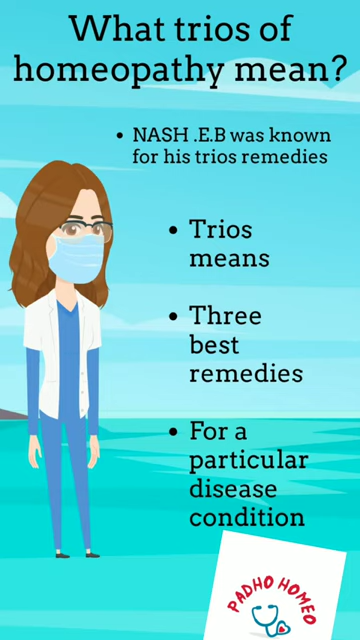 What trios of
homeopathy mean?
• NASH .E.B was known
for his trios remedies
• Trios
means
• Three
best
remedies
• For a
particular
disease
condition
PADHO HOMEO